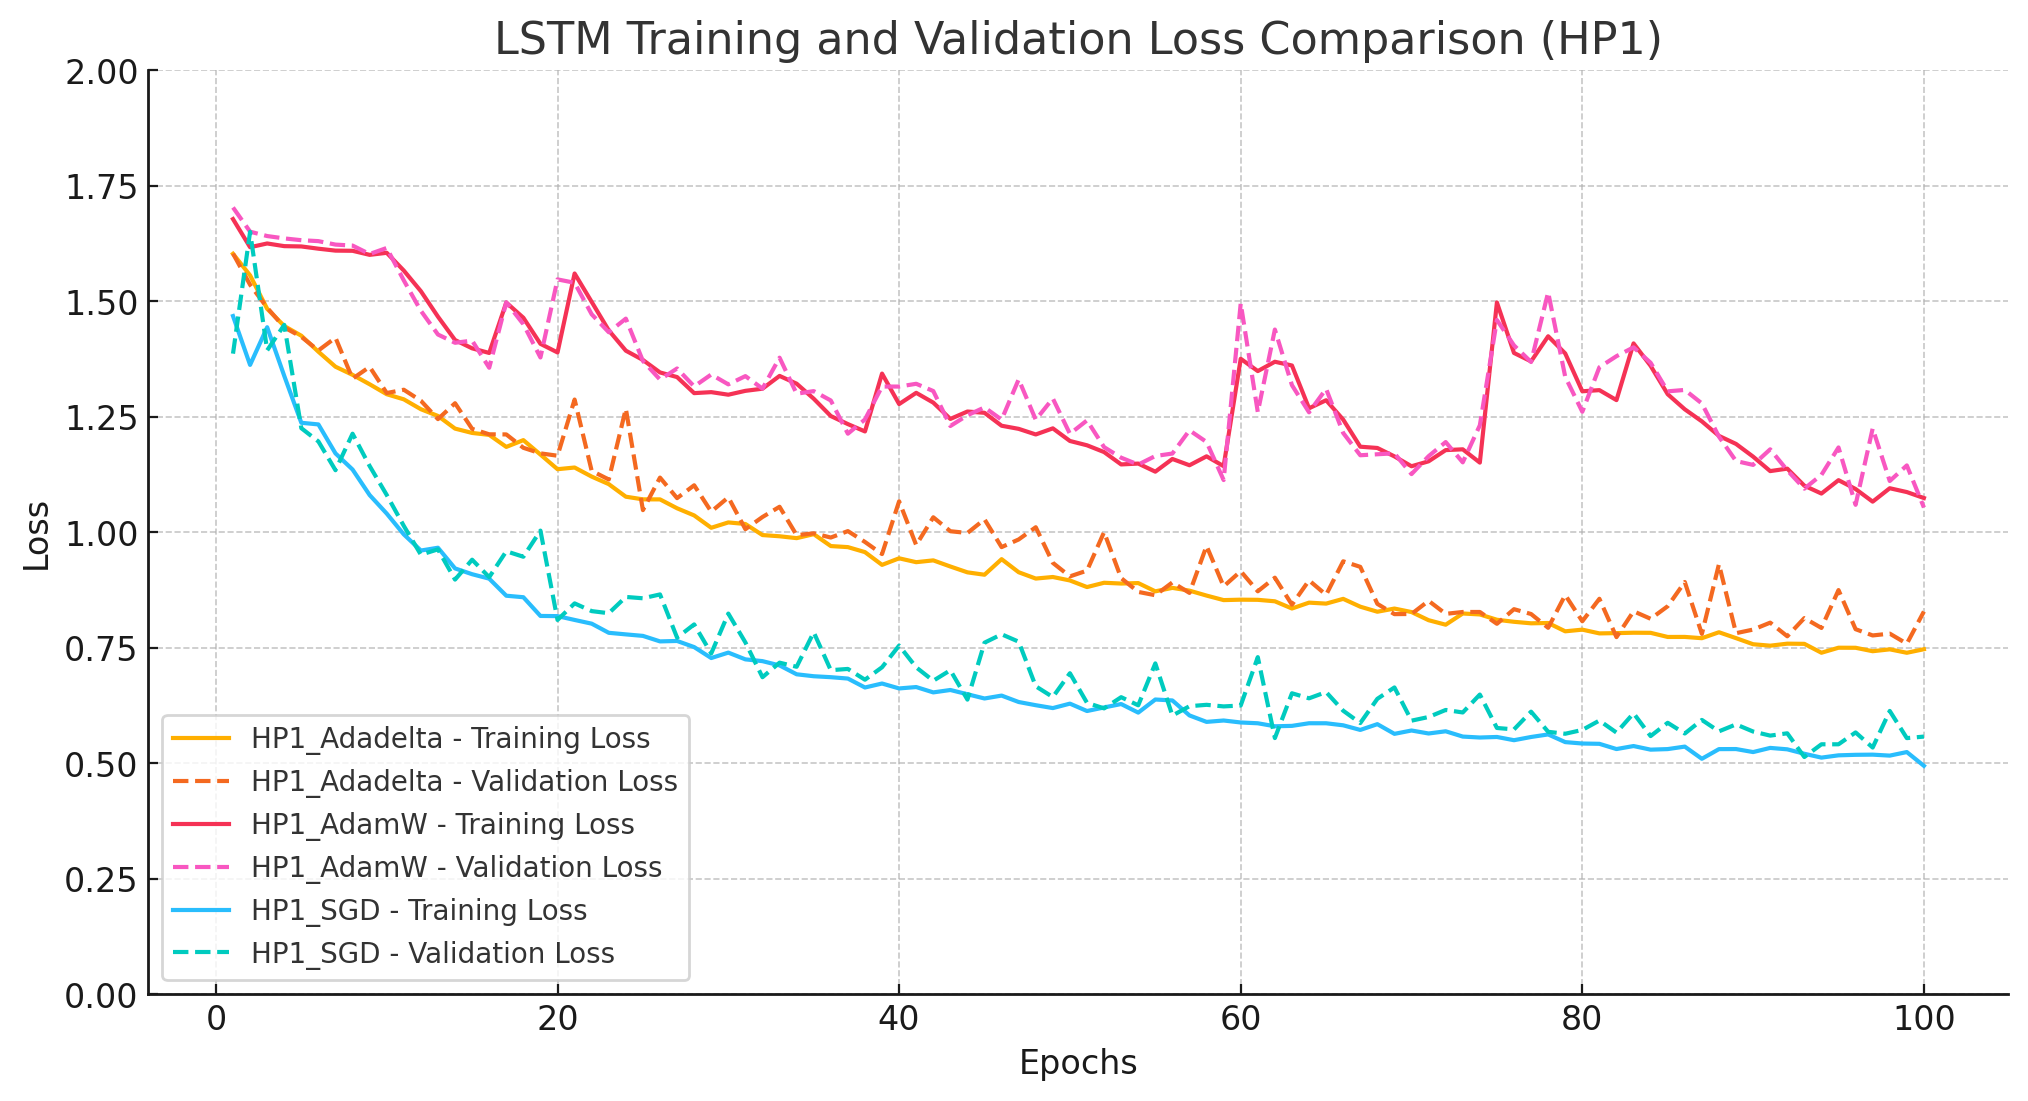 LSTM Training and Validation Loss Comparison (HP1)
2.00
1.75
1.50
1.25
1.00
0.75
0.50
0.25
0.00
Loss
HP1_Adadelta - Training Loss
HP1_Adadelta - Validation Loss
HP1_AdamW - Training Loss
HP1_AdamW - Validation Loss
HP1_SGD - Training Loss
HP1_SGD - Validation Loss
0 20 40 60 80 100
Epochs